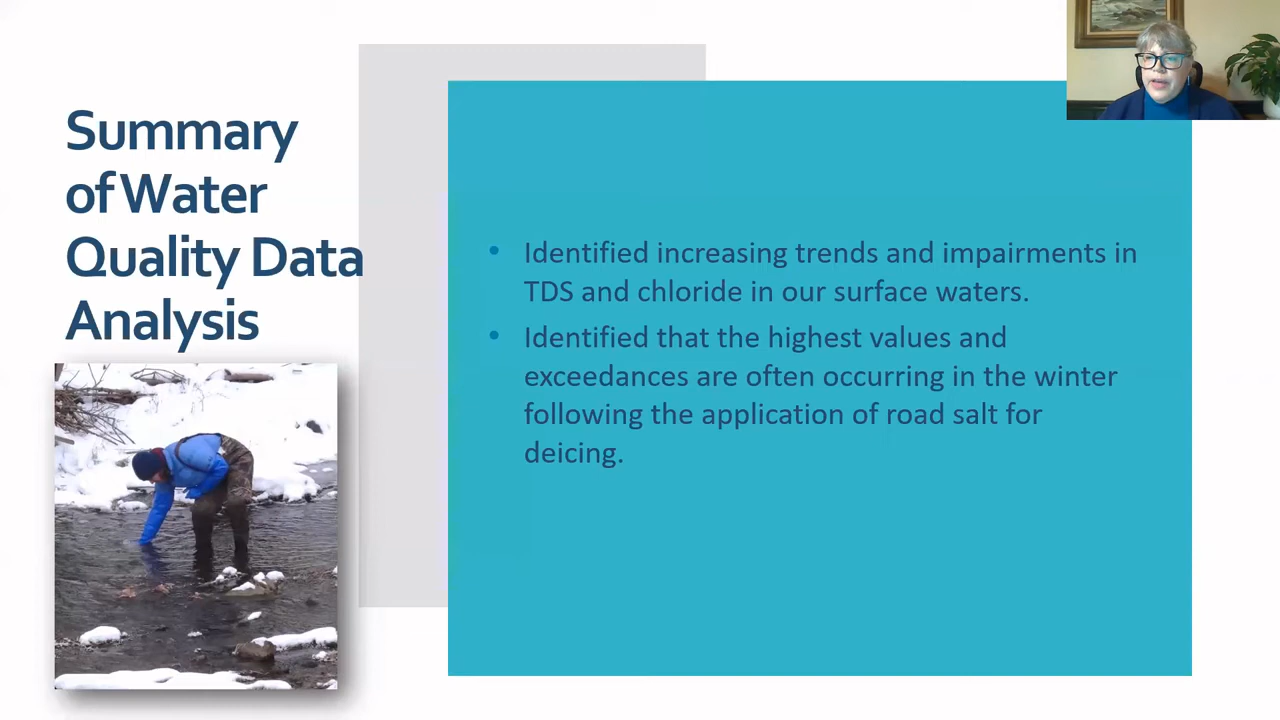 Summary
of Water
Quality Data
Analysis
• Identified increasing trends and impairments in
TDS and chloride in our surface waters.
• Identified that the highest values and
exceedances are often occurring in the winter
following the application of road salt for
deicing.